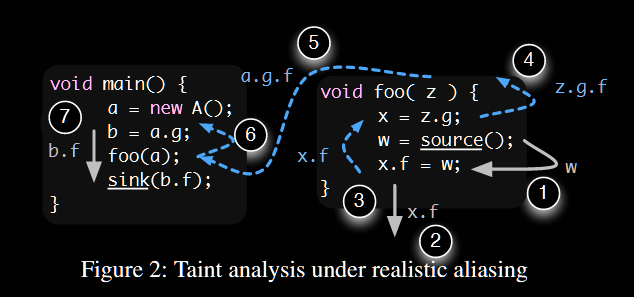 5
4
void main() {
a.g.f
void foo( z ) {
z.g.f
7
a = new A();
x = z.g;
b = a.g;
6
w = source();
b.f
foo(a);
x.f
x.f = w;
w
sink(b.f);
1
}
3
}
x.f
2
Figure 2: Taint analysis under realistic aliasing